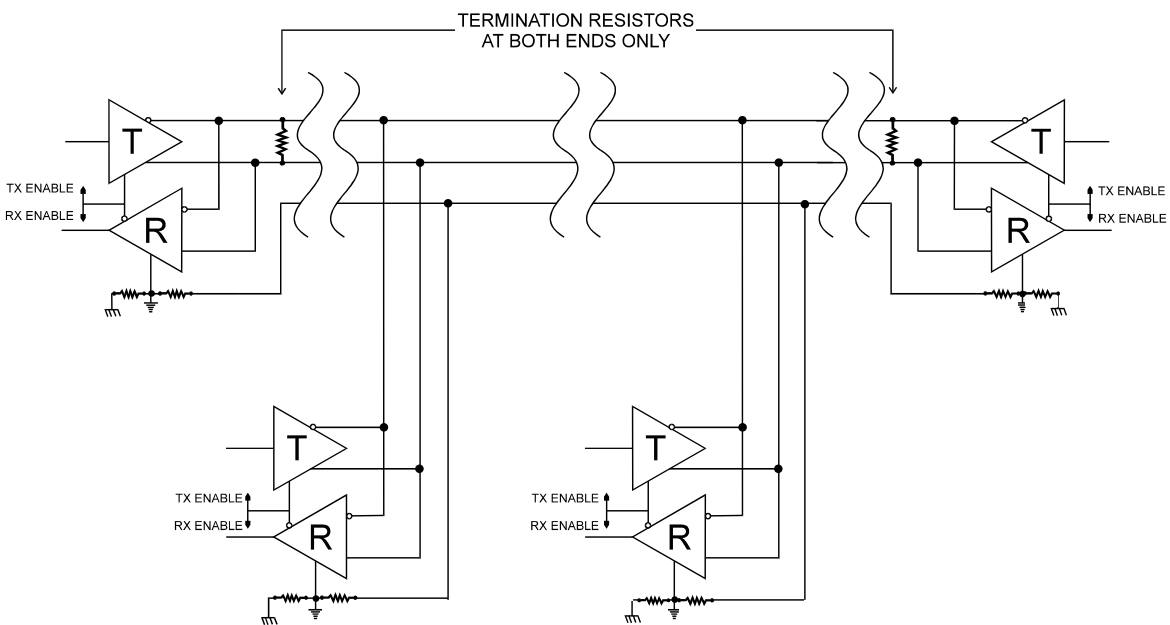 TERMINATION RESISTORS
AT BOTH ENDS ONLY
T
T
TX ENABLE
RX ENABLE
R
R
TX ENABLE
RX ENABLE
T
T
TX ENABLE
RX ENABLE
R
TX ENABLE
RX ENABLE
R